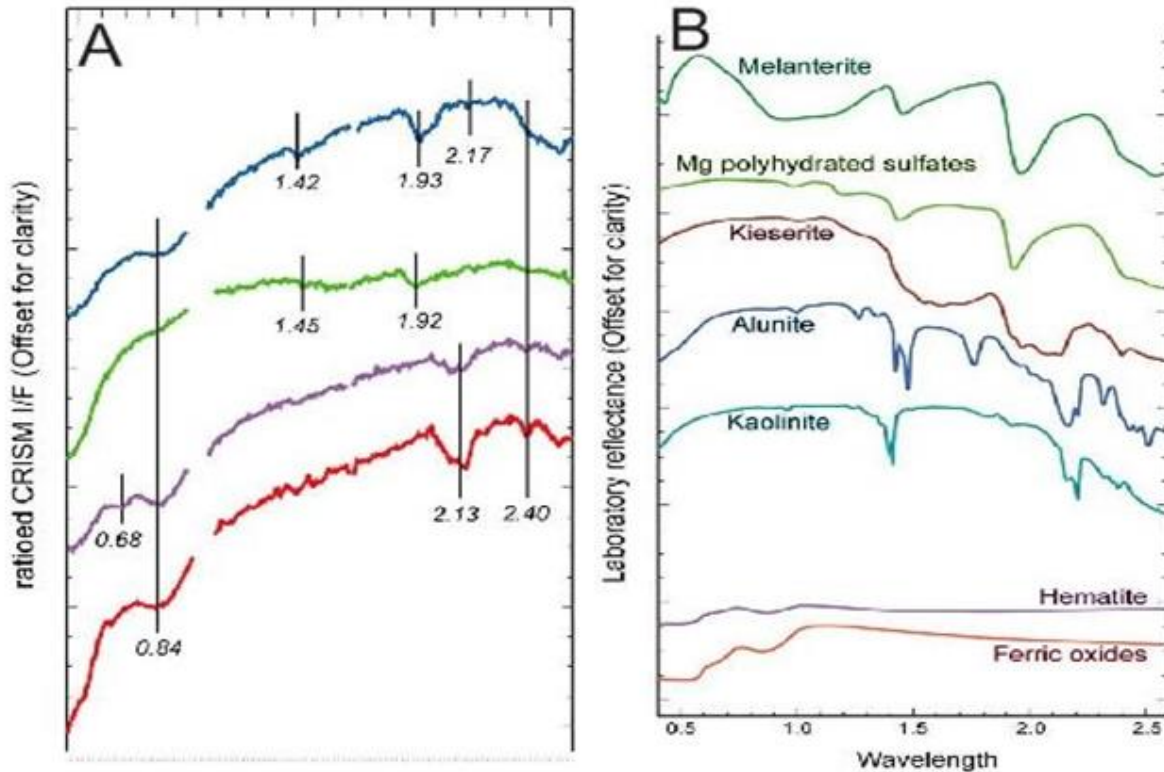 A
ratioed CRISM I/F (Offset for clarity)
1.42
1.93
2.17
1.45
1.92
0.68
2.13
2.40
0.84
B
Laboratory reflectance (Offset for clarity)
Melanterite
Mg polyhydrated sulfates
Kieserite
Alunite
Kaolinite
Hematite
Ferric oxides
0.5 1.0 1.5 2.0 2.5
Wavelength